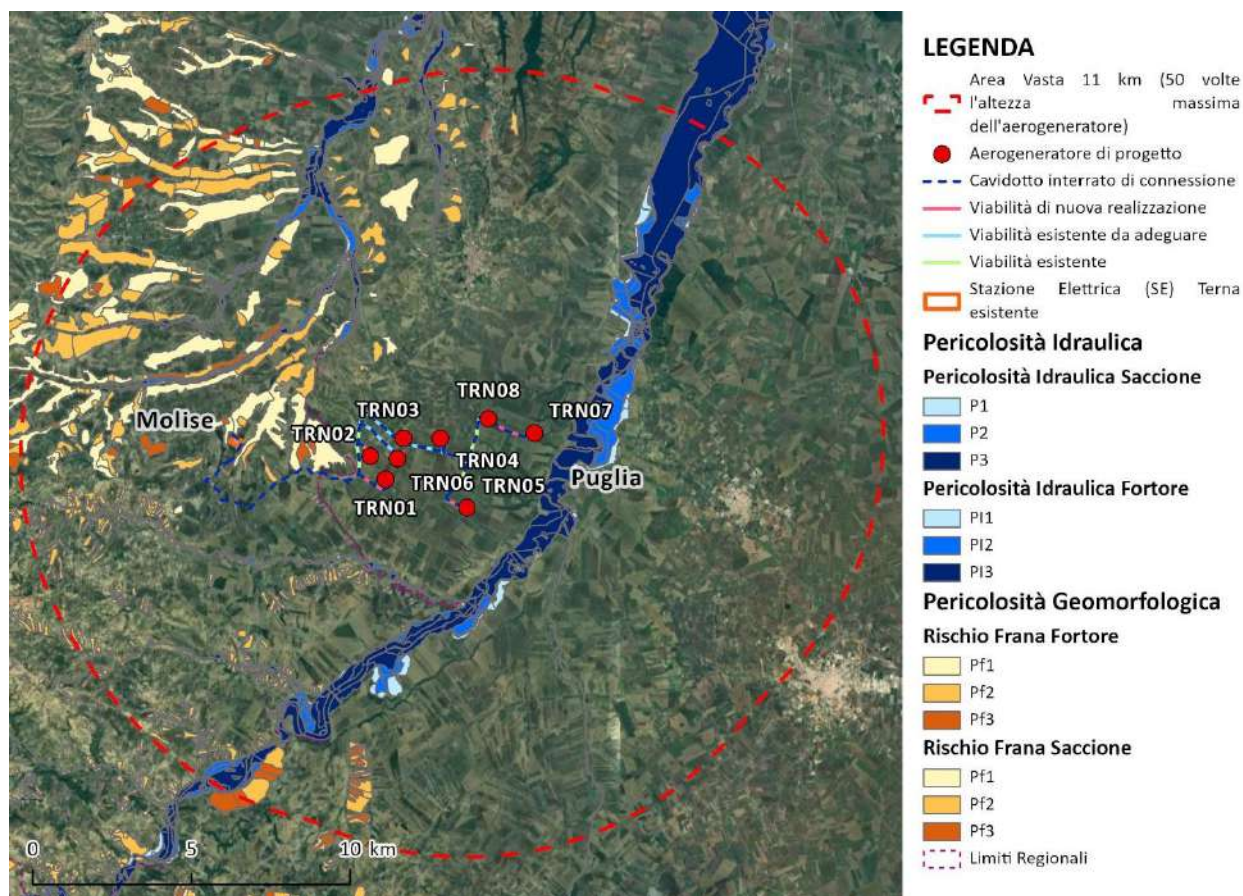 TRN08
TRN03
TRN07
Molise
TRN02
TRN04
Puglia
TRN06
TRN05
TRN01
0
5
10 km
LEGENDA
Area Vasta 11 km (50 volte
l'altezza massima
dell'aerogeneratore)
Aerogeneratore di progetto
Cavidotto interrato di connessione
Viabilità di nuova realizzazione
Viabilità esistente da adeguare
Viabilità esistente
Stazione Elettrica (SE) Terna
esistente
Pericolosità Idraulica
Pericolosità Idraulica Saccione
P1
P2
P3
Pericolosità Idraulica Fortore
PI1
PI2
PI3
Pericolosità Geomorfologica
Rischio Frana Fortore
Pf1
Pf2
Pf3
Rischio Frana Saccione
Pf1
Pf2
Pf3
Limiti Regionali